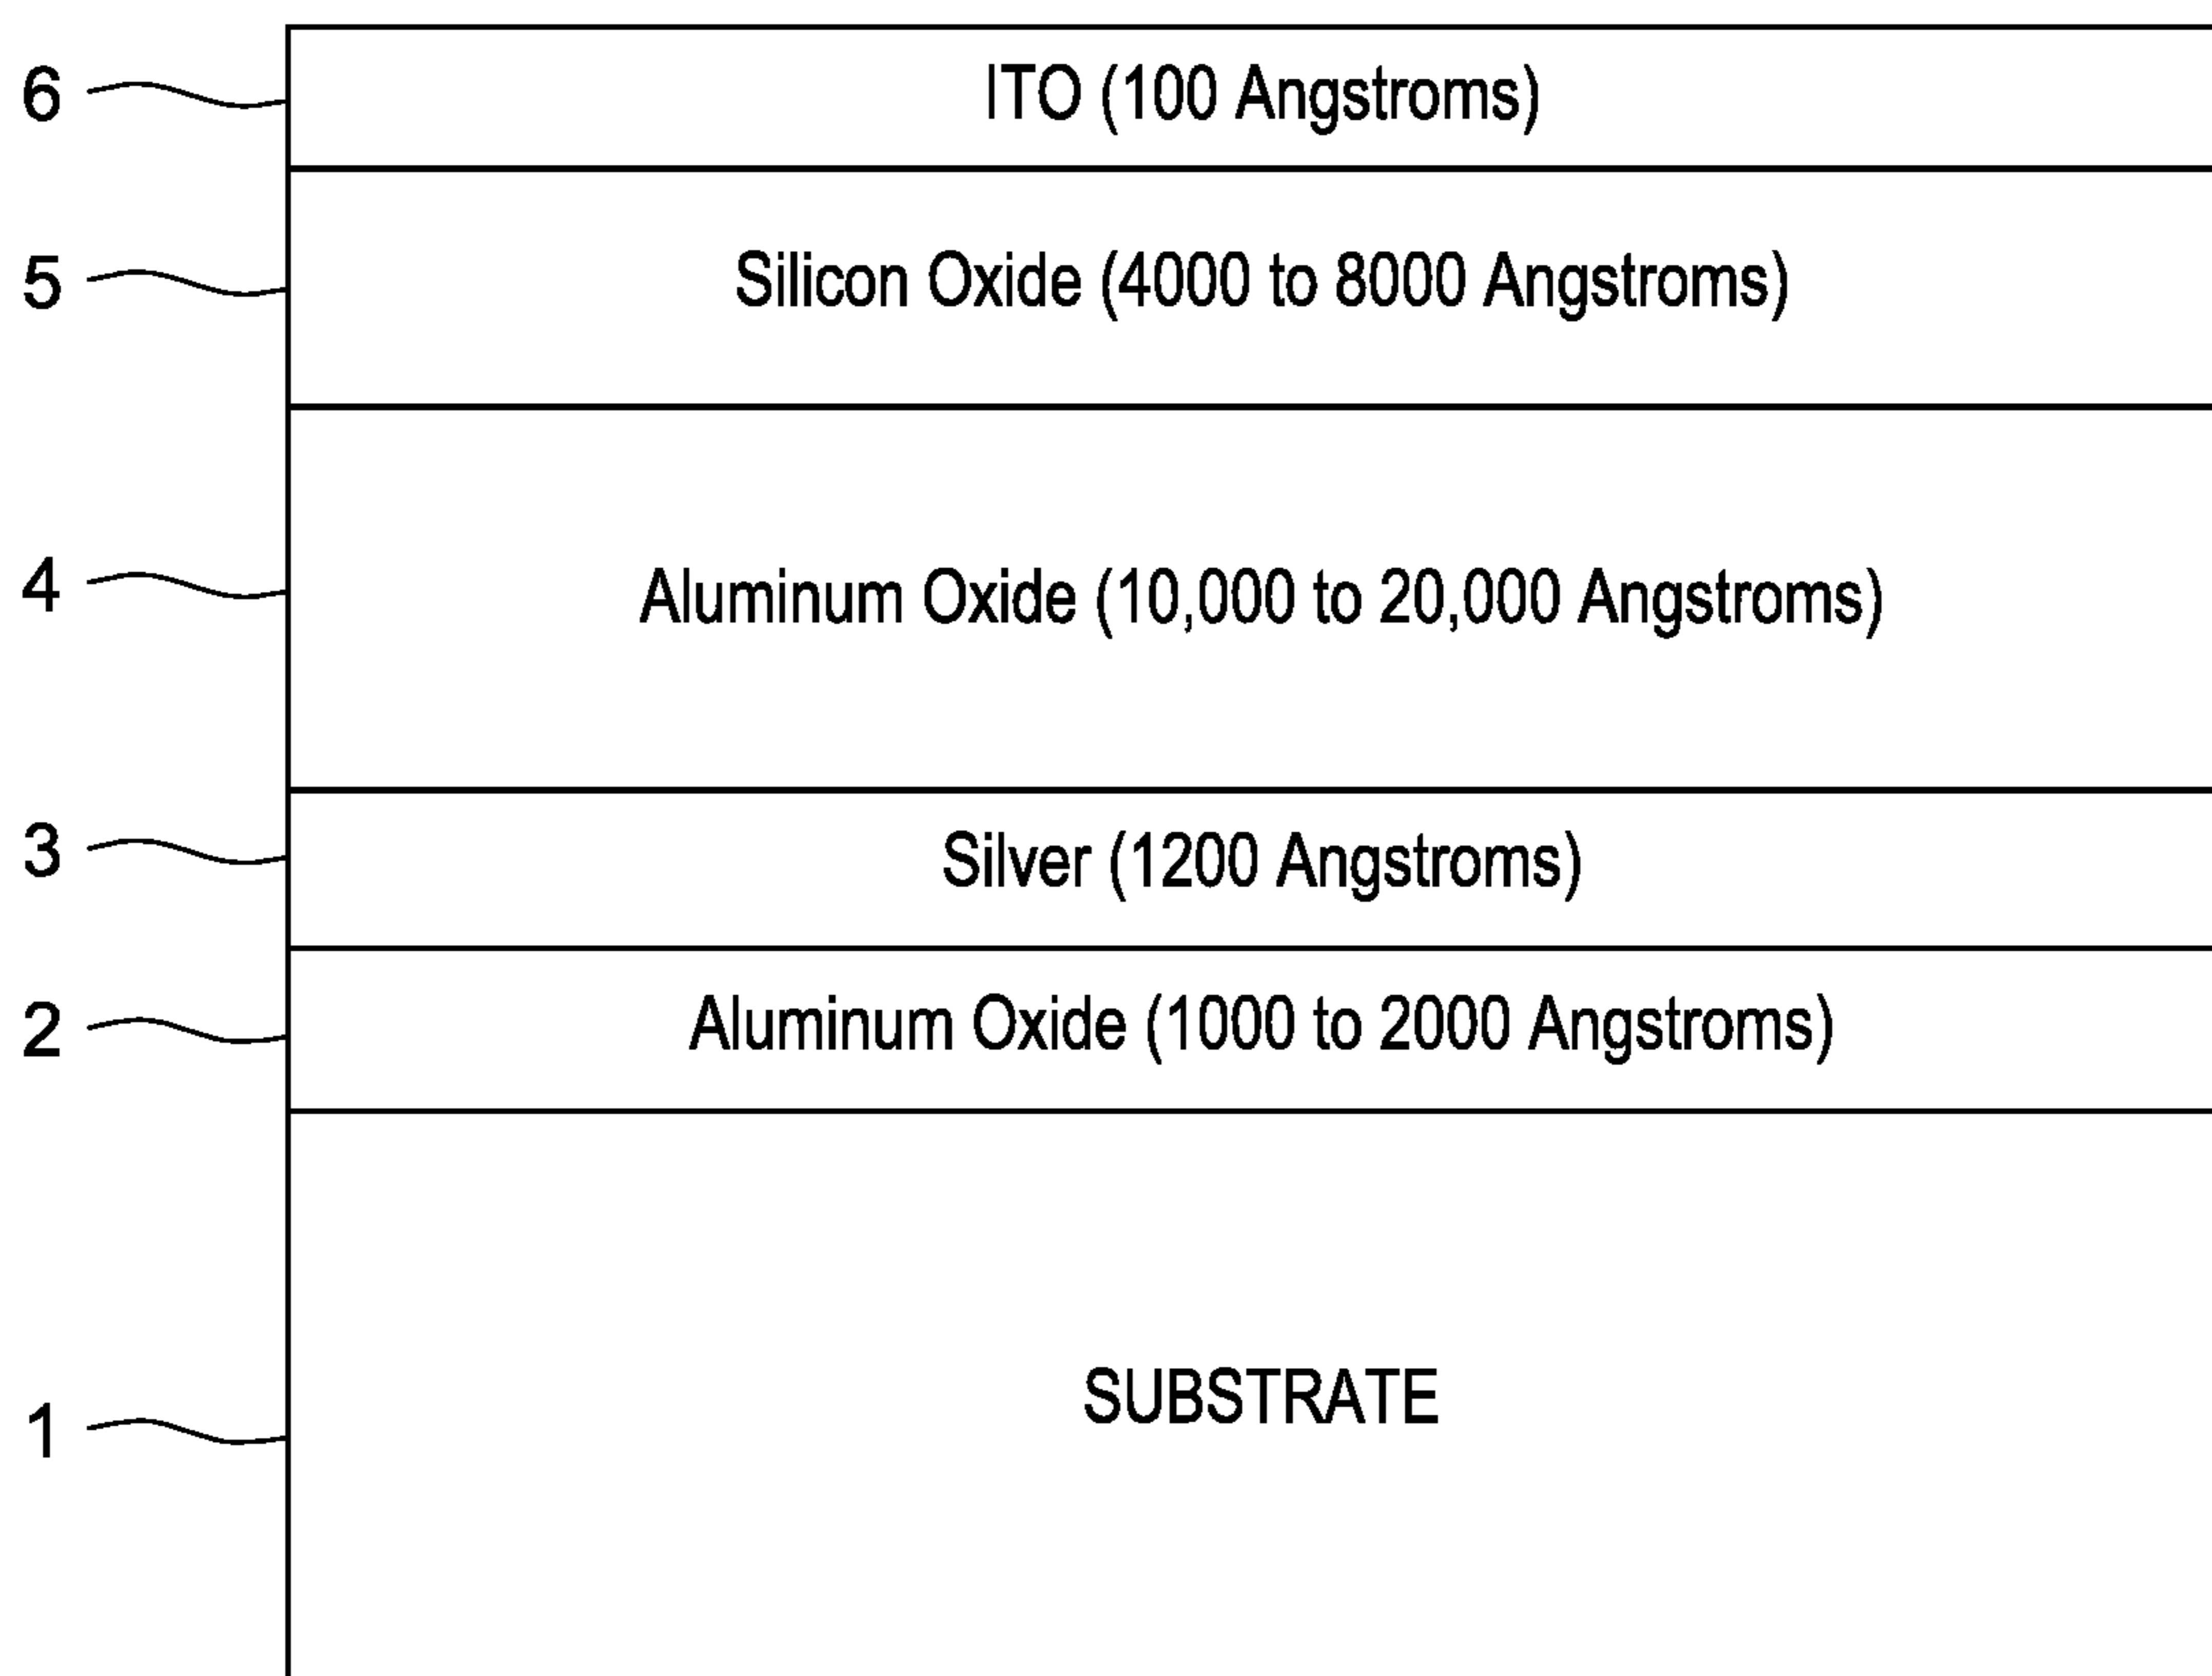 6 ITO (100 Angstroms)
5 Silicon Oxide (4000 to 8000 Angstroms)
4 Aluminum Oxide (10,000 to 20,000 Angstroms)
3 Silver (1200 Angstroms)
2 Aluminum Oxide (1000 to 2000 Angstroms)
1 SUBSTRATE